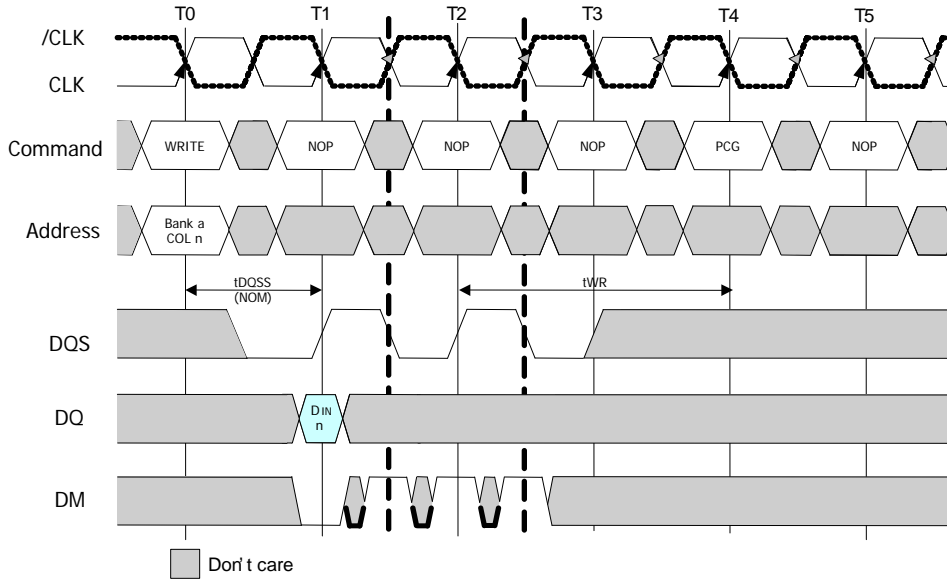 T0 T1 T2 T3 T4 T5
/CLK
CLK
Command WRITE NOP NOP NOP PCG NOP
Address Bank a
COL n
tDQSS
(NOM)
tWR
DQS
DQ DIN
n
DM
Don't care